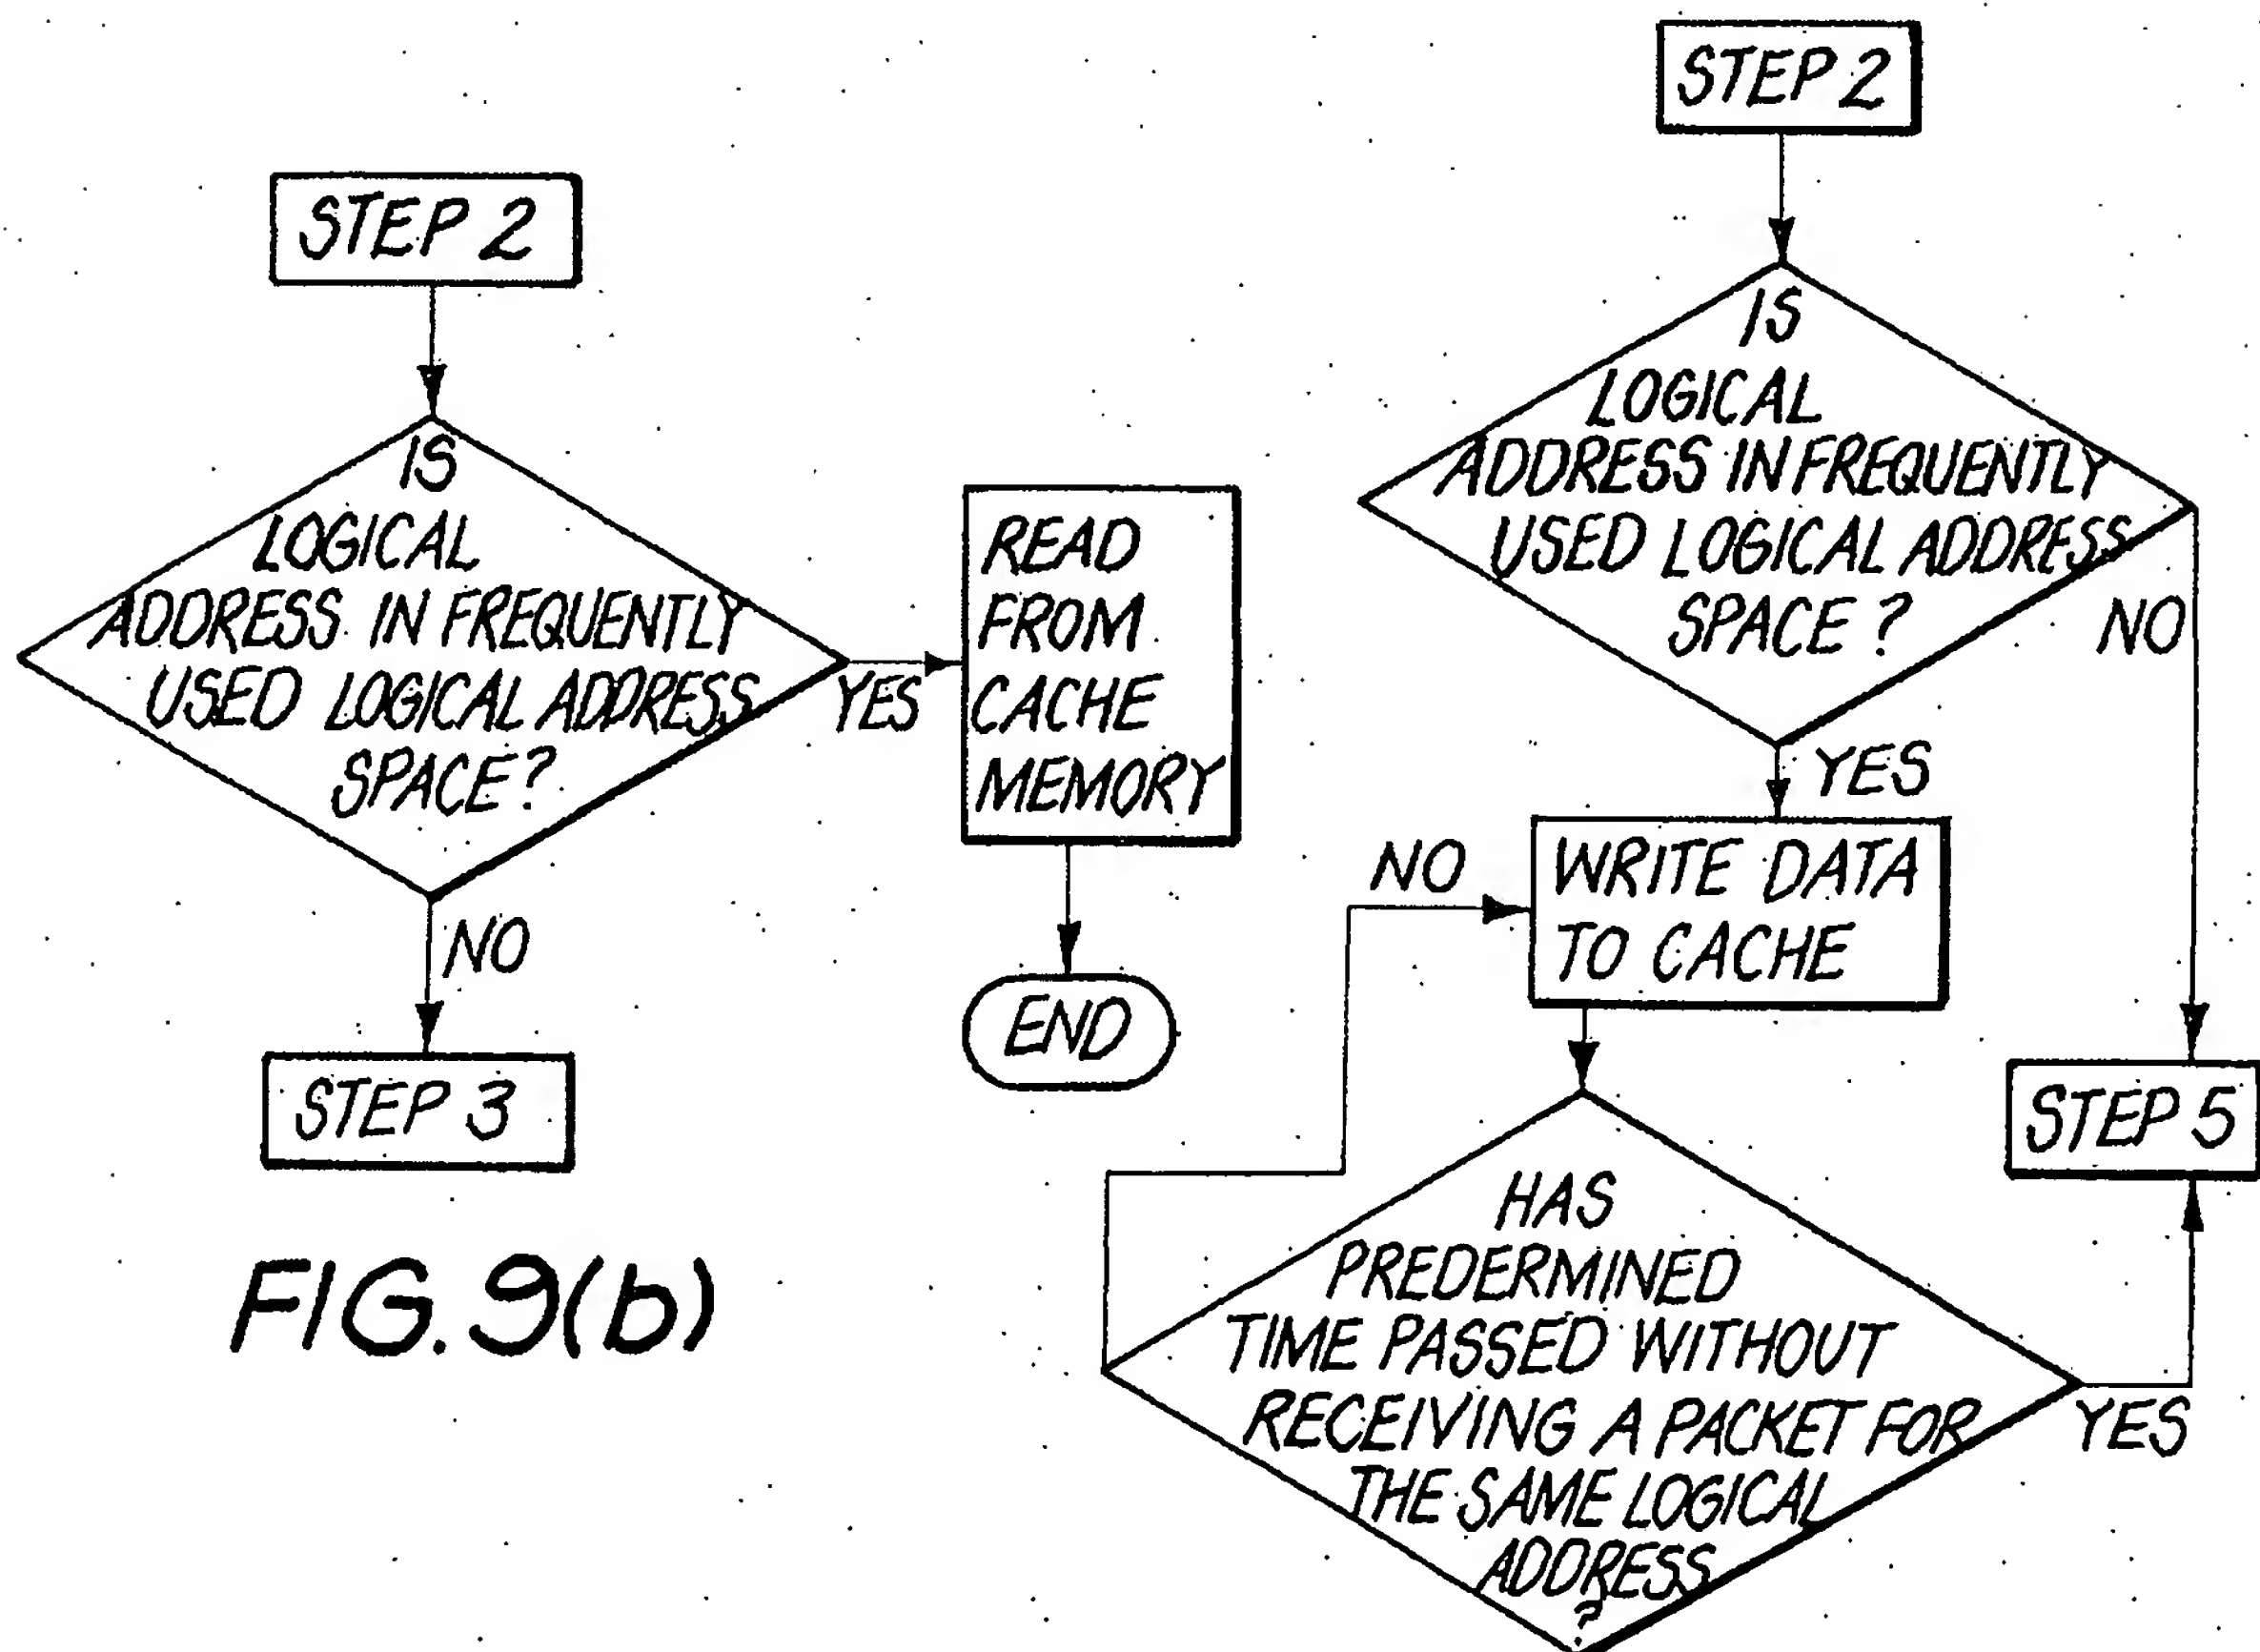 STEP 2
IS
LOGICAL
ADDRESS IN FREQUENTLY
USED LOGICAL ADDRESS
SPACE?
YES
READ
FROM
CACHE
MEMORY
END
NO
STEP 3
FIG. 9(b)
STEP 2
IS
LOGICAL
ADDRESS IN FREQUENTLY
USED LOGICAL ADDRESS
SPACE?
NO
YES
WRITE DATA
TO CACHE
NO
STEP 5
HAS
PREDERMINED
TIME PASSED WITHOUT
RECEIVING A PACKET FOR
THE SAME LOGICAL
ADDRESS
?
YES